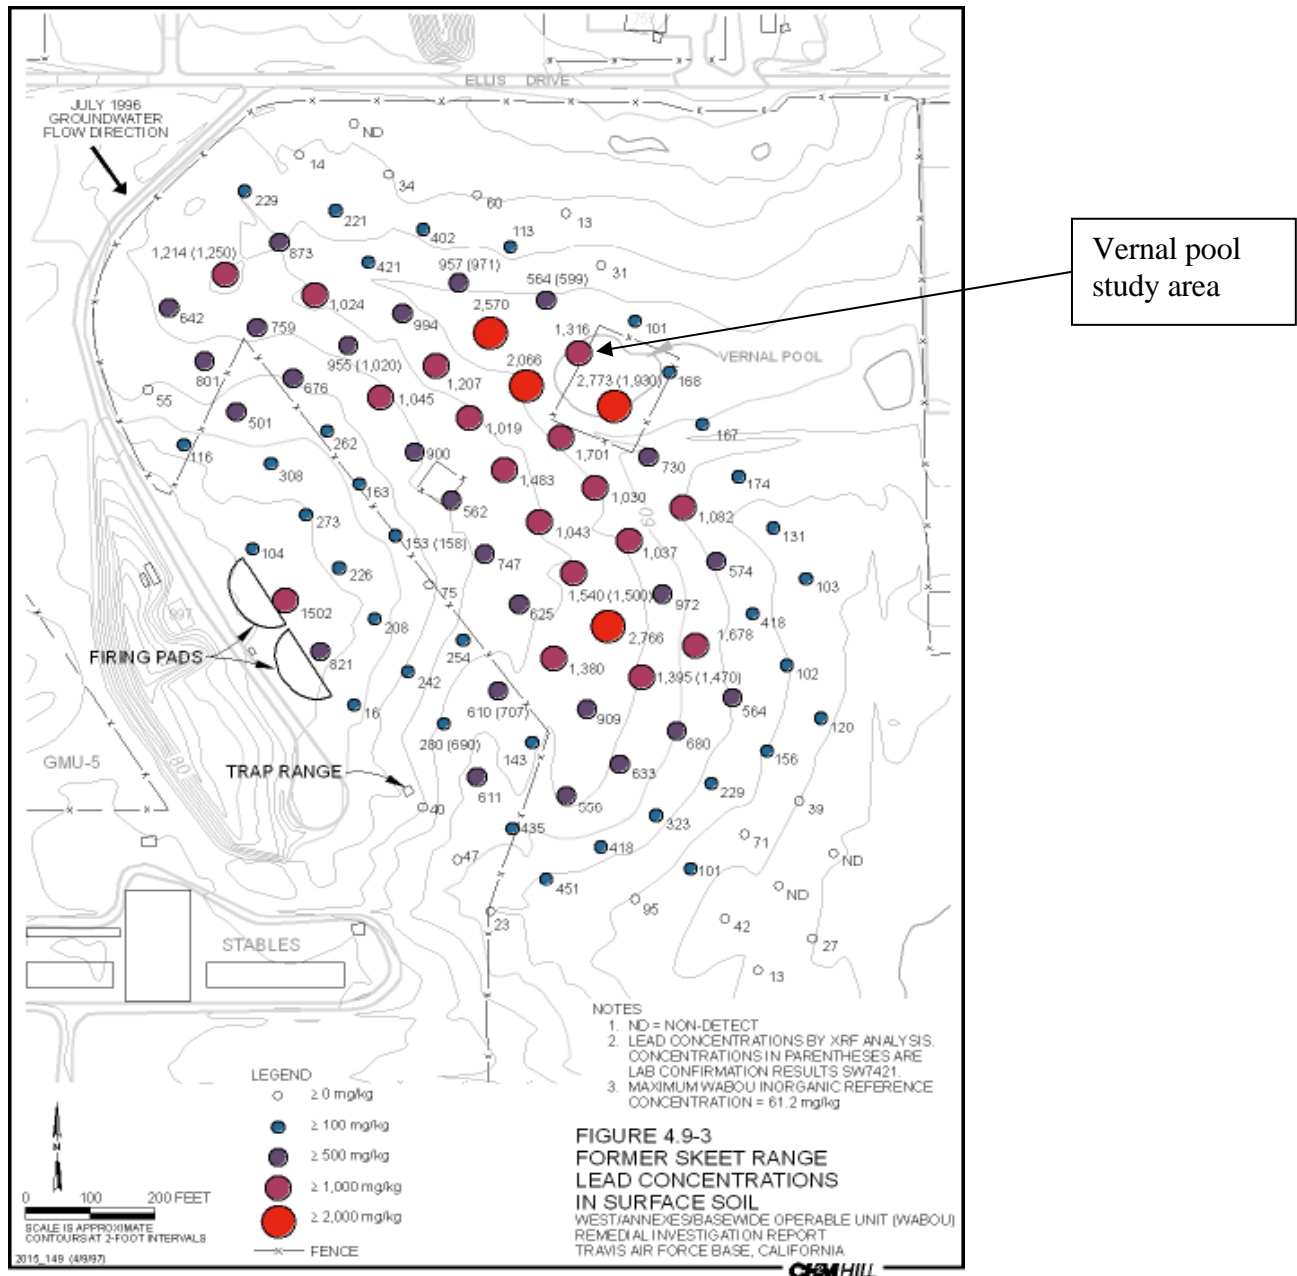 755
ELLIS DRIVE
JULY 1996
GROUNDWATER
FLOW DIRECTION
ND
14
34
229
60
221
13
402
113
1,214 (1,250)
873
957 (971)
421
564 (599)
31
Vernal pool
study area
1,024
2,570
642
994
101
759
1,316
955 (1,020)
2,066
VERNAL POOL
801
1,207
2,773 (1,930)
168
676
55
1,045
501
1,019
167
262
1,701
116
900
730
308
1,483
174
163
1,030
562
1,082
60
273
1,043
131
153 (158)
1,037
104
747
574
226
103
75
1,540 (1,500)
972
1502
625
997
208
418
2,766
1,678
FIRING PADS
254
821
1,380
102
242
1,395 (1,470)
16
610 (707)
909
564
120
280 (690)
680
GMU-5
143
156
80
TRAP RANGE
633
611
229
556
39
40
323
435
71
418
47
ND
101
451
ND
95
23
42
27
STABLES
13
NOTES
1. ND = NON-DETECT
2. LEAD CONCENTRATIONS BY XRF ANALYSIS.
CONCENTRATIONS IN PARENTHESES ARE
LAB CONFIRMATION RESULTS SW7421.
3. MAXIMUM WABOU INORGANIC REFERENCE
CONCENTRATION = 61.2 mg/kg
LEGEND
≥ 0 mg/kg
≥ 100 mg/kg
≥ 500 mg/kg
≥ 1,000 mg/kg
≥ 2,000 mg/kg
FENCE
N
0 100 200 FEET
SCALE IS APPROXIMATE
CONTOURS AT 2-FOOT INTERVALS
2015_149 (4/9/97)
FIGURE 4.9-3
FORMER SKEET RANGE
LEAD CONCENTRATIONS
IN SURFACE SOIL
WEST/ANNEXES/BASEWIDE OPERABLE UNIT (WABOU)
REMEDIAL INVESTIGATION REPORT
TRAVIS AIR FORCE BASE, CALIFORNIA
CH2MHILL